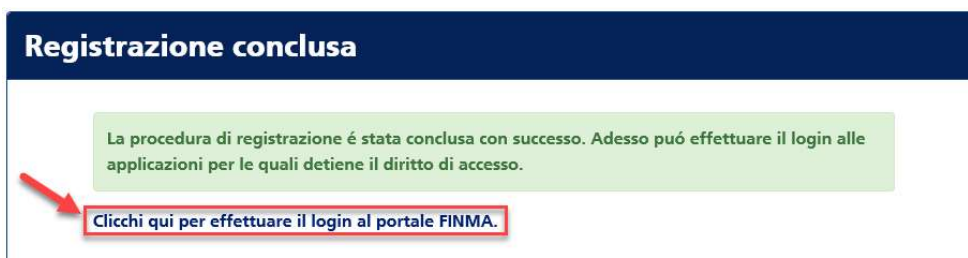 Registrazione conclusa
La procedura di registrazione é stata conclusa con successo. Adesso puó effettuare il login alle
applicazioni per le quali detiene il diritto di accesso.
Clicchi qui per effettuare il login al portale FINMA.